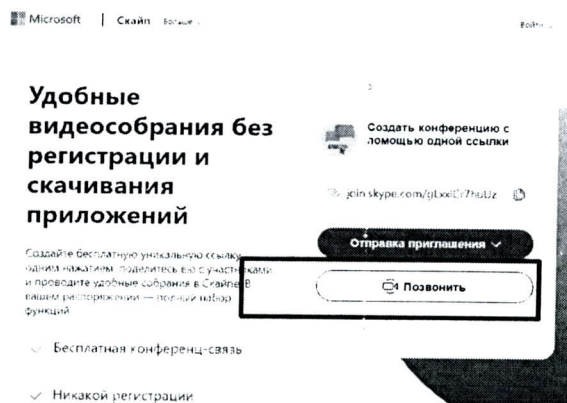 Microsoft | Скайп Больше
Войти
Удобные
видеособрания без
регистрации и
скачивания
приложений
Создайте бесплатную уникальную ссылку
одним нажатием, поделитесь ею с участниками
и проводите удобные собрания в Скайпе. В
вашем распоряжении — полный набор
функций
Бесплатная конференц-связь
Никакой регистрации
Создать конференцию с
помощью одной ссылки
join.skype.com/
Отправка приглашения
Позвонить